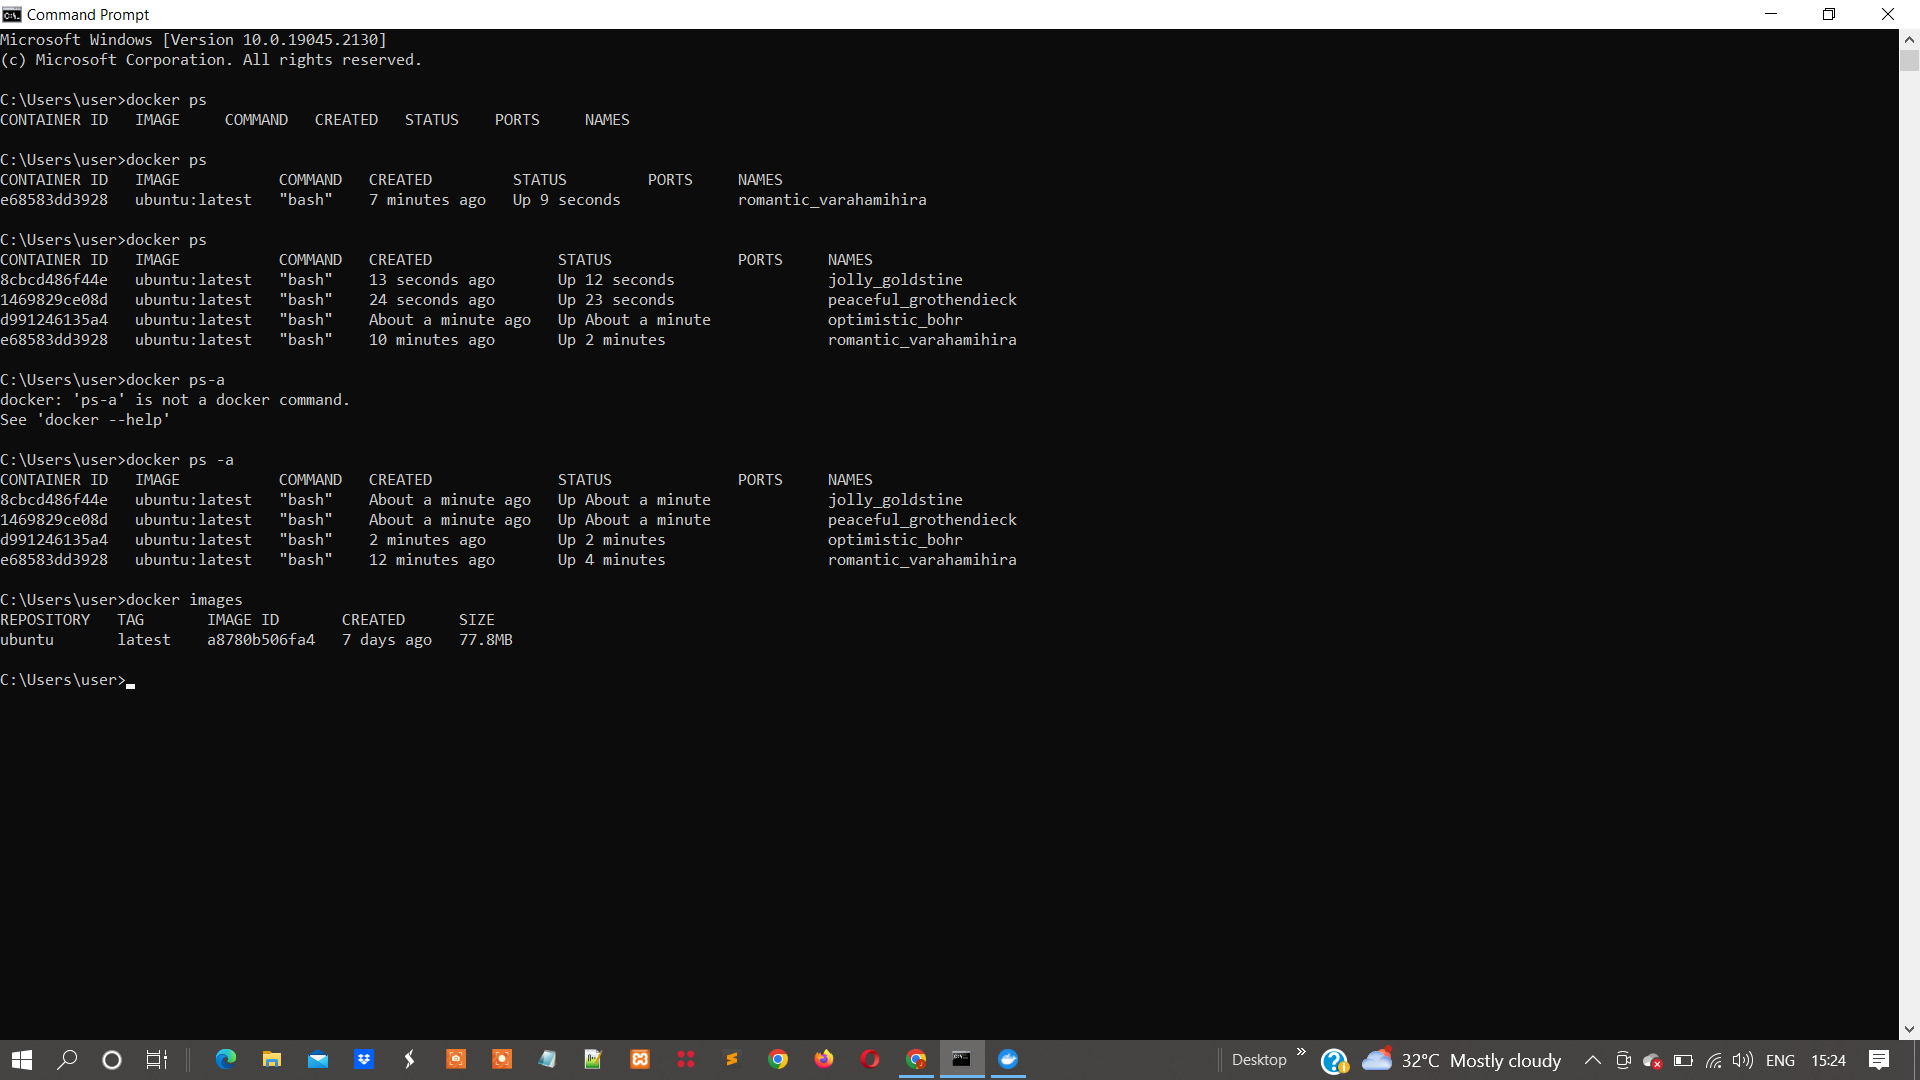 Command Prompt
Microsoft Windows [Version 10.0.19045.2130]
(c) Microsoft Corporation. All rights reserved.
C:\Users\user>docker ps
CONTAINER ID   IMAGE     COMMAND   CREATED   STATUS    PORTS     NAMES
C:\Users\user>docker ps
CONTAINER ID   IMAGE           COMMAND   CREATED         STATUS         PORTS     NAMES
e68583dd3928   ubuntu:latest   "bash"    7 minutes ago   Up 9 seconds             romantic_varahamihira
C:\Users\user>docker ps
CONTAINER ID   IMAGE           COMMAND   CREATED              STATUS              PORTS     NAMES
8cbcd486f44e   ubuntu:latest   "bash"    13 seconds ago       Up 12 seconds                 jolly_goldstine
1469829ce08d   ubuntu:latest   "bash"    24 seconds ago       Up 23 seconds                 peaceful_grothendieck
d991246135a4   ubuntu:latest   "bash"    About a minute ago   Up About a minute             optimistic_bohr
e68583dd3928   ubuntu:latest   "bash"    10 minutes ago       Up 2 minutes                  romantic_varahamihira
C:\Users\user>docker ps-a
docker: 'ps-a' is not a docker command.
See 'docker --help'
C:\Users\user>docker ps -a
CONTAINER ID   IMAGE           COMMAND   CREATED              STATUS              PORTS     NAMES
8cbcd486f44e   ubuntu:latest   "bash"    About a minute ago   Up About a minute             jolly_goldstine
1469829ce08d   ubuntu:latest   "bash"    About a minute ago   Up About a minute             peaceful_grothendieck
d991246135a4   ubuntu:latest   "bash"    2 minutes ago        Up 2 minutes                  optimistic_bohr
e68583dd3928   ubuntu:latest   "bash"    12 minutes ago       Up 4 minutes                  romantic_varahamihira
C:\Users\user>docker images
REPOSITORY   TAG       IMAGE ID       CREATED      SIZE
ubuntu       latest    a8780b506fa4   7 days ago   77.8MB
C:\Users\user>
Desktop 32°C Mostly cloudy ENG 15:24